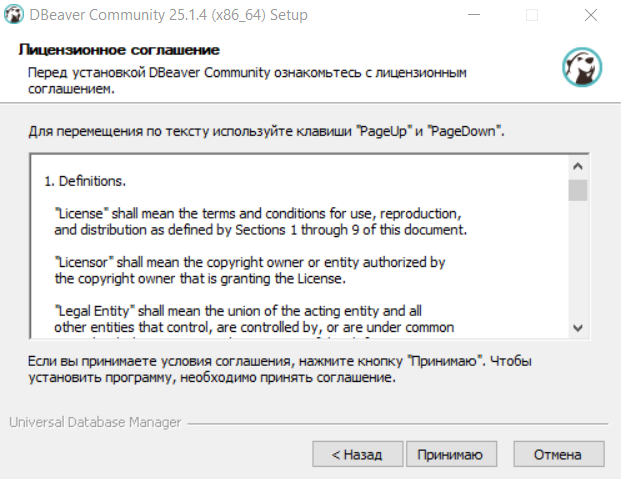 DBeaver Community 25.1.4 (x86_64) Setup
Лицензионное соглашение
Перед установкой DBeaver Community ознакомьтесь с лицензионным
соглашением.
Для перемещения по тексту используйте клавиши "PageUp" и "PageDown".
1. Definitions.
"License" shall mean the terms and conditions for use, reproduction,
and distribution as defined by Sections 1 through 9 of this document.
"Licensor" shall mean the copyright owner or entity authorized by
the copyright owner that is granting the License.
"Legal Entity" shall mean the union of the acting entity and all
other entities that control, are controlled by, or are under common
Если вы принимаете условия соглашения, нажмите кнопку "Принимаю". Чтобы
установить программу, необходимо принять соглашение.
Universal Database Manager
< Назад
Принимаю
Отмена